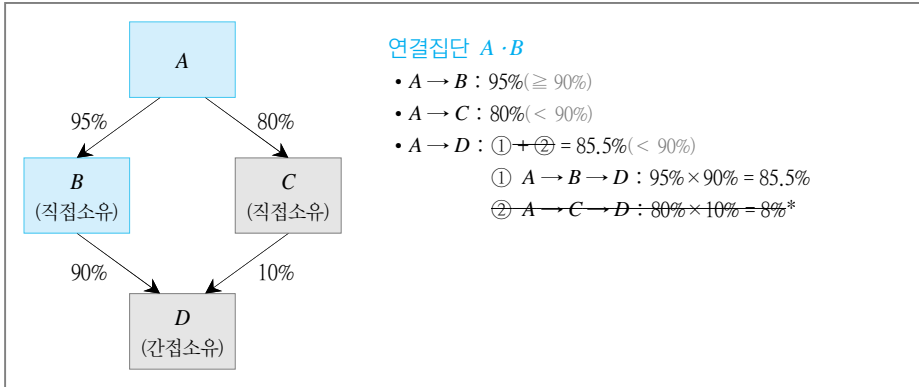 A
95%
80%
B
(직접소유)
C
(직접소유)
90%
10%
D
(간접소유)
연결집단 A·B
• A → B : 95%(≧ 90%)
• A → C : 80%(< 90%)
• A → D : ① + ② = 85.5%(< 90%)
① A → B → D : 95%×90% = 85.5%
② A → C → D : 80%×10% = 8%*